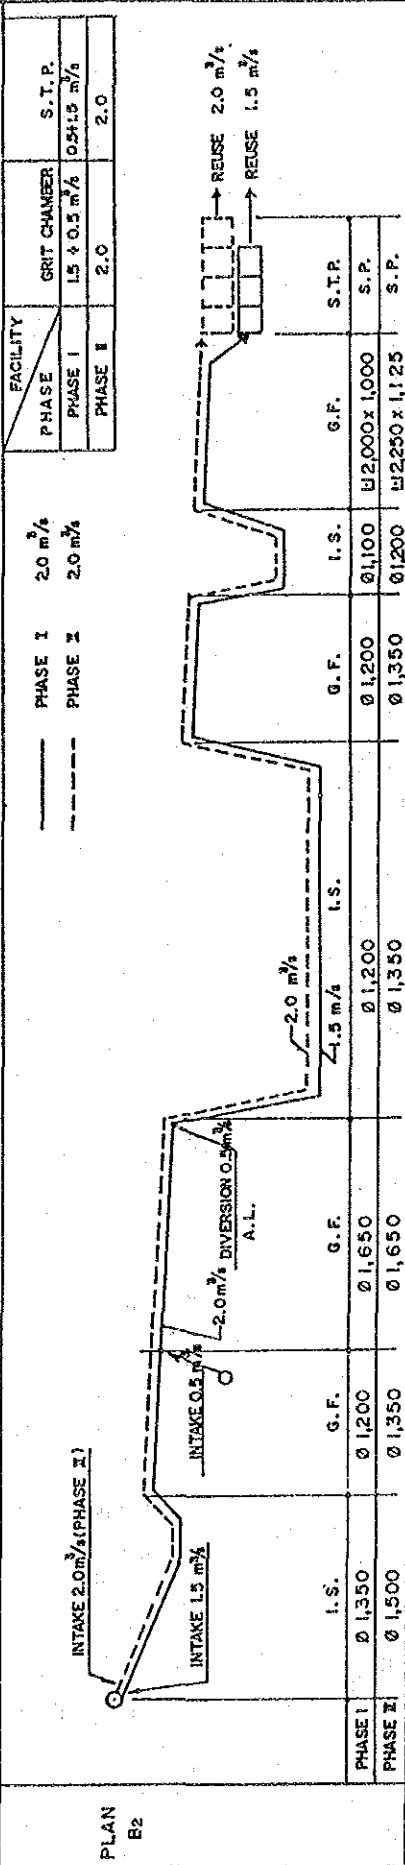 PLAN
B2
FACILITY
PHASE GRIT CHAMBER S.T.P.
PHASE I 1.5 + 0.5 m³/s 0.5+1.5 m³/s
PHASE II 2.0 2.0
PHASE I 2.0 m³/s
PHASE II 2.0 m³/s
INTAKE 2.0 m³/s (PHASE II)
INTAKE 1.5 m³/s
INTAKE 0.5 m³/s
2.0 m³/s
DIVERSION 0.5 m³/s
A.L.
2.0 m³/s
1.5 m/s
REUSE 2.0 m³/s
REUSE 1.5 m³/s
I.S. G.F. G.F. I.S. G.F. I.S. G.F. S.T.P.
PHASE I Ø 1,350 Ø 1,200 Ø 1,650 Ø 1,200 Ø 1,200 Ø 1,100 ⊔ 2,000 x 1,000 S.P.
PHASE II Ø 1,500 Ø 1,350 Ø 1,650 Ø 1,350 Ø 1,350 Ø 1,200 ⊔ 2,250 x 1,125 S.P.